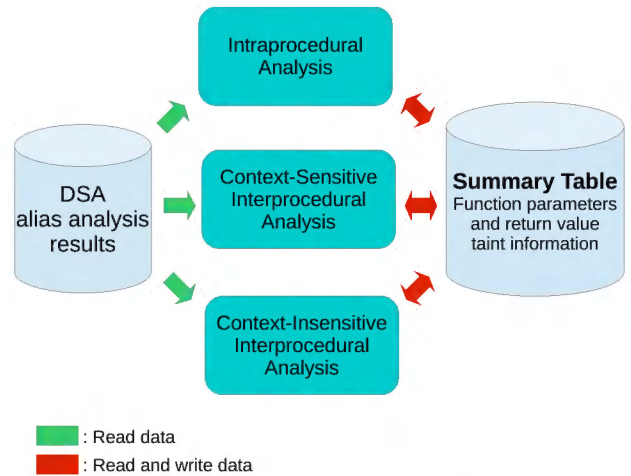 Intraprocedural
Analysis
DSA
alias analysis
results
Context-Sensitive
Interprocedural
Analysis
Summary Table
Function parameters
and return value
taint information
Context-Insensitive
Interprocedural
Analysis
: Read data
: Read and write data